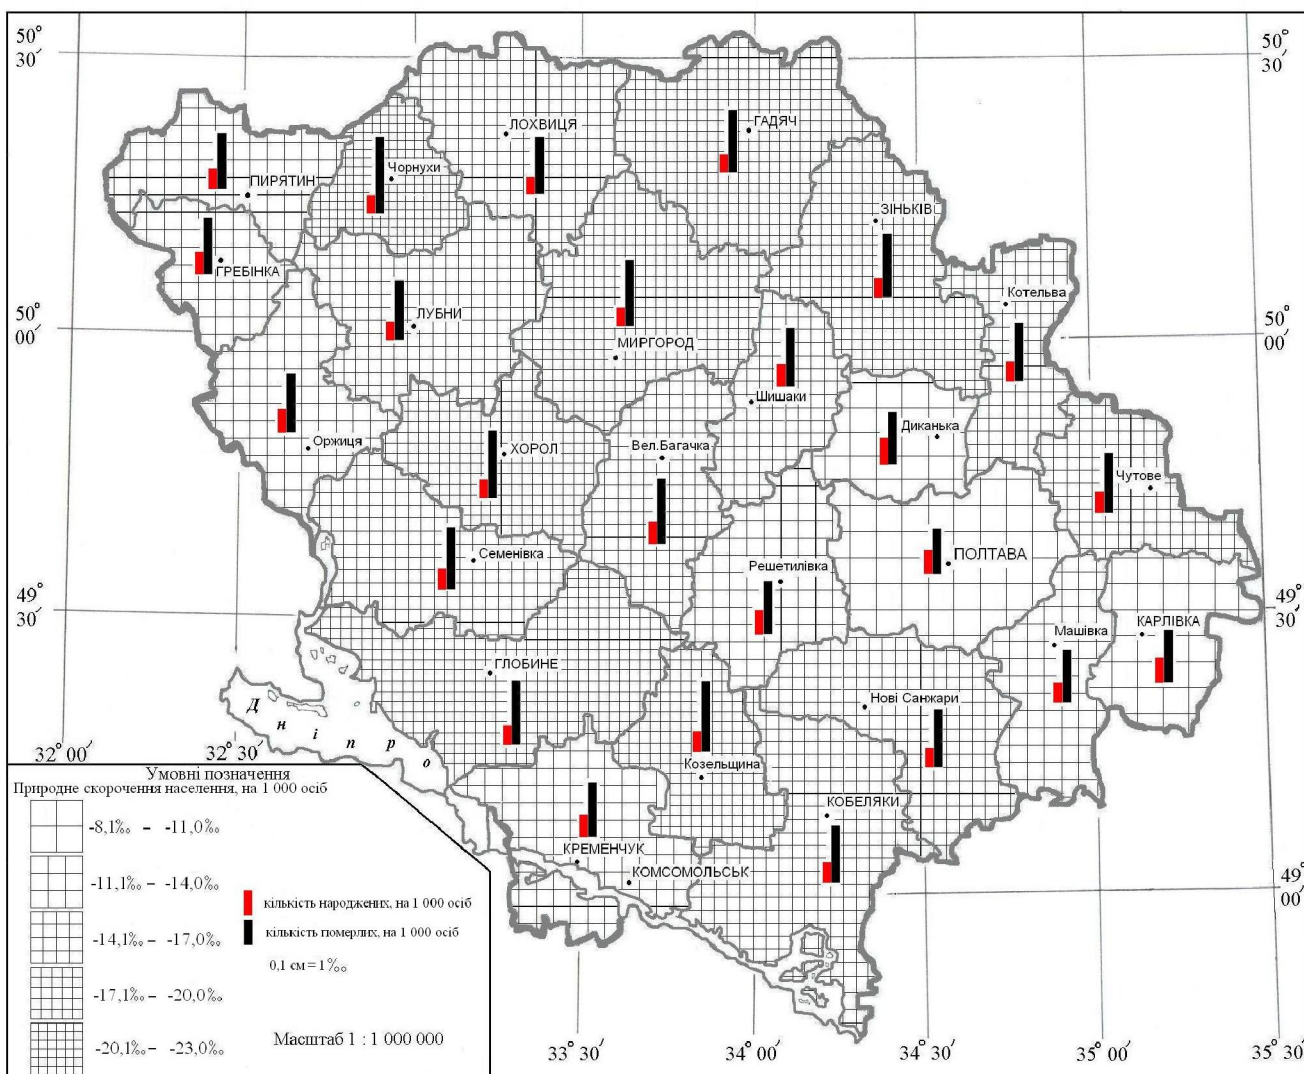 50°
30′
50°
30′
ЛОХВИЦЯ
ГАДЯЧ
Чорнухи
ПИРЯТИН
ЗІНЬКІВ
ГРЕБІНКА
Котельва
50°
00′
ЛУБНИ
50°
00′
МИРГОРОД
Шишаки
Диканька
Оржиця
ХОРОЛ
Вел.Багачка
Чутове
Семенівка
ПОЛТАВА
Решетилівка
49°
30′
49°
30′
КАРЛІВКА
Машівка
ГЛОБИНЕ
Нові Санжари
Дніпро
32° 00′
32° 30′
Козельщина
КОБЕЛЯКИ
КРЕМЕНЧУК
КОМСОМОЛЬСЬК
49°
00′
Умовні позначення
Природне скорочення населення, на 1 000 осіб
-8,1‰ – -11,0‰
-11,1‰ – -14,0‰
-14,1‰ – -17,0‰
-17,1‰ – -20,0‰
-20,1‰ – -23,0‰
кількість народжених, на 1 000 осіб
кількість померлих, на 1 000 осіб
0,1 см = 1‰
Масштаб 1 : 1 000 000
33° 30′
34° 00′
34° 30′
35° 00′
35° 30′